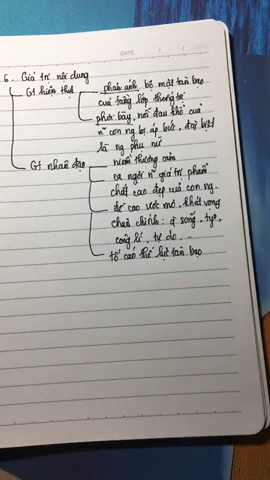 DATE / /
6. Giá trị nội dung
Gt hiện thực phản ánh bộ mặt tàn bạo
của tầng lớp thống trị
phơi bày nỗi đau khổ của
n~ con ng bị áp bức, đặc biệt
là ng phụ nữ
Gt nhân đạo niềm thương cảm
ca ngợi n~ giá trị phẩm
chất cao đẹp của con ng.
đề cao ước mơ, khát vọng
chân chính: q sống, ty,
công lí, tự do...
tố cáo thế lực tàn bạo